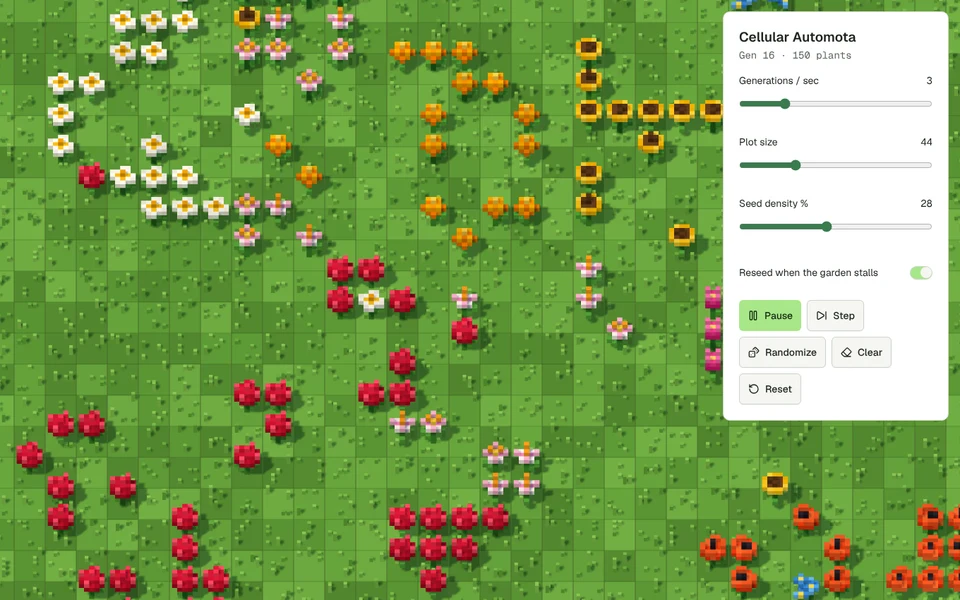 Cellular Automota
Gen 16 · 150 plants
Generations / sec 3
Plot size 44
Seed density % 28
Reseed when the garden stalls
Pause Step
Randomize Clear
Reset